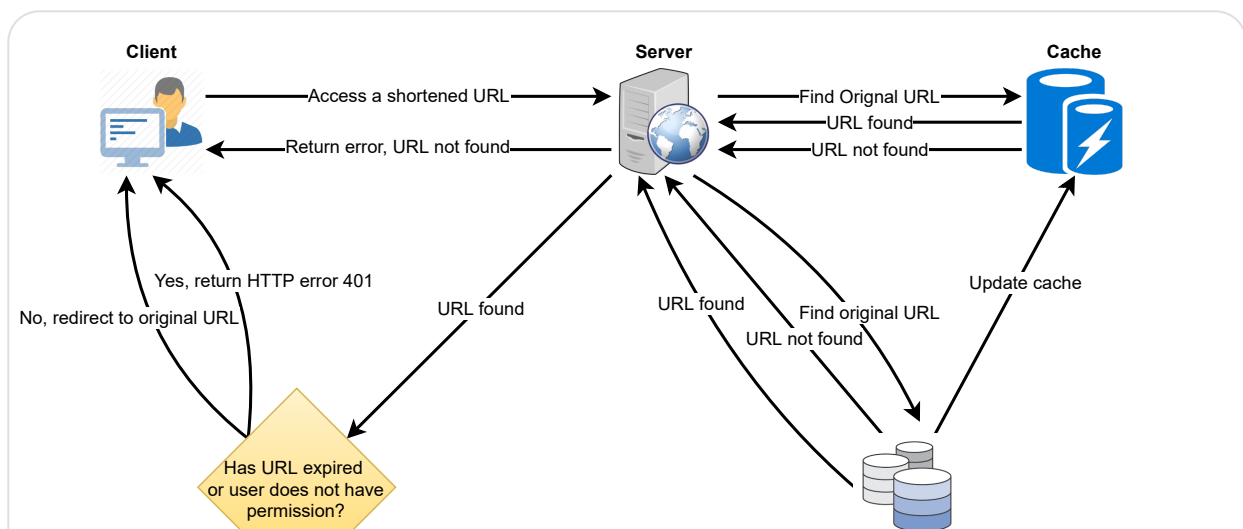 Client
Server
Cache
Access a shortened URL
Find Orignal URL
URL found
Return error, URL not found
URL not found
Yes, return HTTP error 401
No, redirect to original URL
URL found
URL found
Find original URL
URL not found
Update cache
Has URL expired
or user does not have
permission?